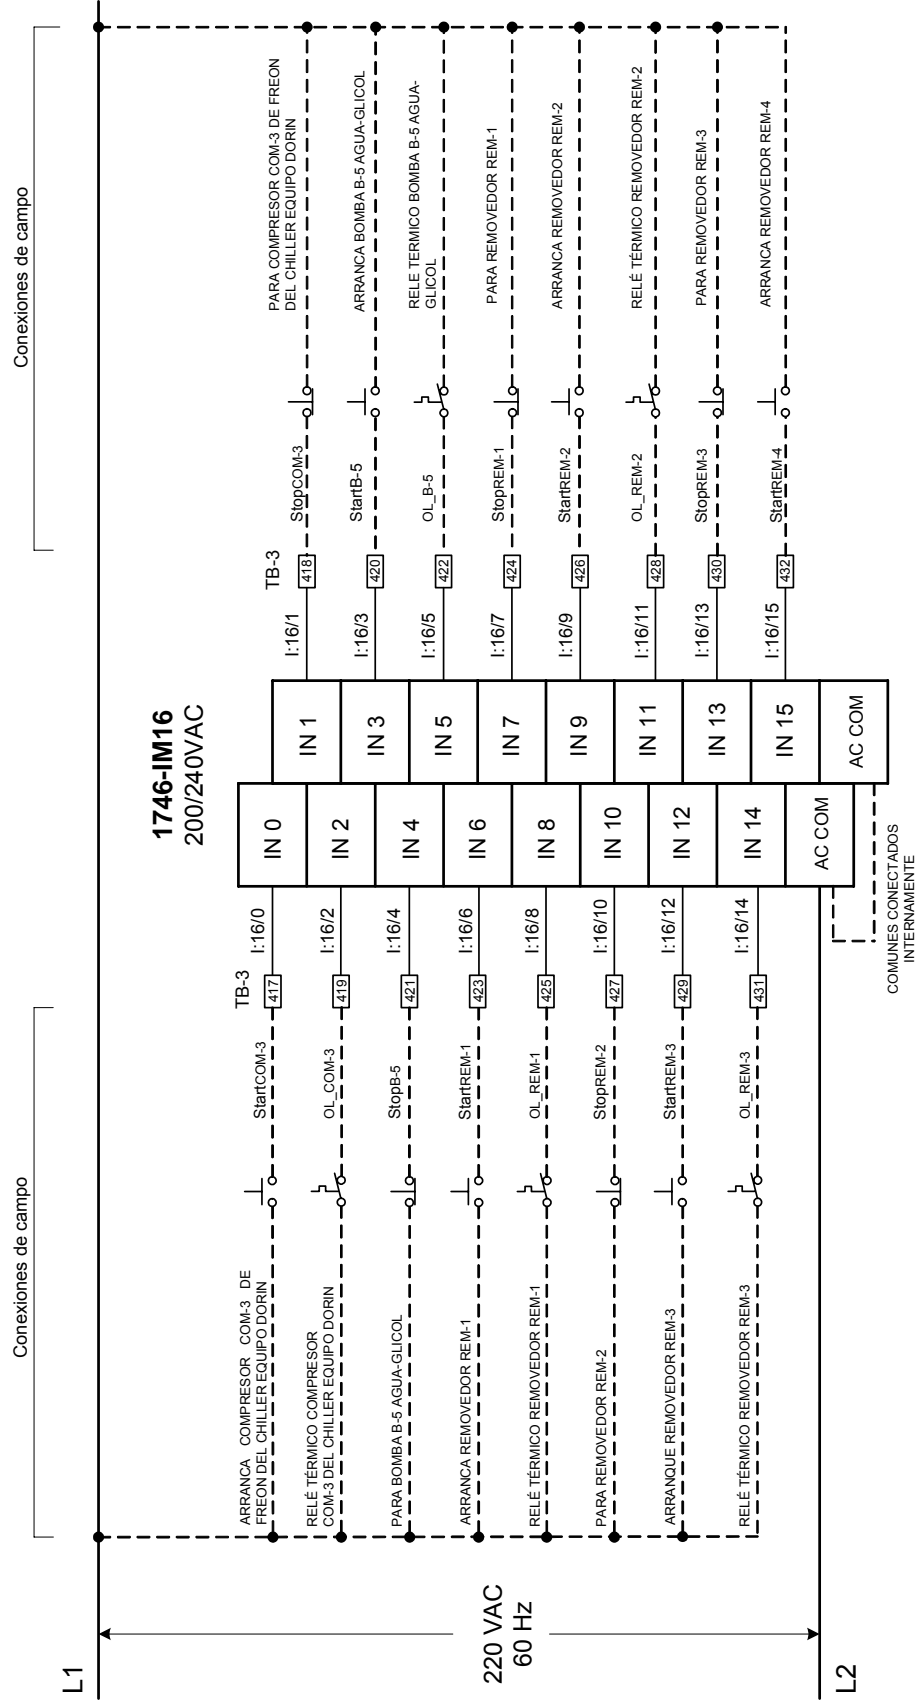 L1
L2
220 VAC
60 Hz
Conexiones de campo
Conexiones de campo
1746-IM16
200/240VAC
TB-3
TB-3
ARRANCA COMPRESOR COM-3 DE
FREON DEL CHILLER EQUIPO DORIN
StartCOM-3
417
I:16/0
IN 0
RELÉ TÉRMICO COMPRESOR
COM-3 DEL CHILLER EQUIPO DORIN
OL_COM-3
419
I:16/2
IN 2
PARA BOMBA B-5 AGUA-GLICOL
StopB-5
421
I:16/4
IN 4
ARRANCA REMOVEDOR REM-1
StartREM-1
423
I:16/6
IN 6
RELÉ TÉRMICO REMOVEDOR REM-1
OL_REM-1
425
I:16/8
IN 8
PARA REMOVEDOR REM-2
StopREM-2
427
I:16/10
IN 10
ARRANQUE REMOVEDOR REM-3
StartREM-3
429
I:16/12
IN 12
RELÉ TÉRMICO REMOVEDOR REM-3
OL_REM-3
431
I:16/14
IN 14
AC COM
IN 1
I:16/1
418
StopCOM-3
PARA COMPRESOR COM-3 DE FREON
DEL CHILLER EQUIPO DORIN
IN 3
I:16/3
420
StartB-5
ARRANCA BOMBA B-5 AGUA-GLICOL
IN 5
I:16/5
422
OL_B-5
RELE TERMICO BOMBA B-5 AGUA-
GLICOL
IN 7
I:16/7
424
StopREM-1
PARA REMOVEDOR REM-1
IN 9
I:16/9
426
StartREM-2
ARRANCA REMOVEDOR REM-2
IN 11
I:16/11
428
OL_REM-2
RELÉ TÉRMICO REMOVEDOR REM-2
IN 13
I:16/13
430
StopREM-3
PARA REMOVEDOR REM-3
IN 15
I:16/15
432
StartREM-4
ARRANCA REMOVEDOR REM-4
AC COM
COMUNES CONECTADOS
INTERNAMENTE